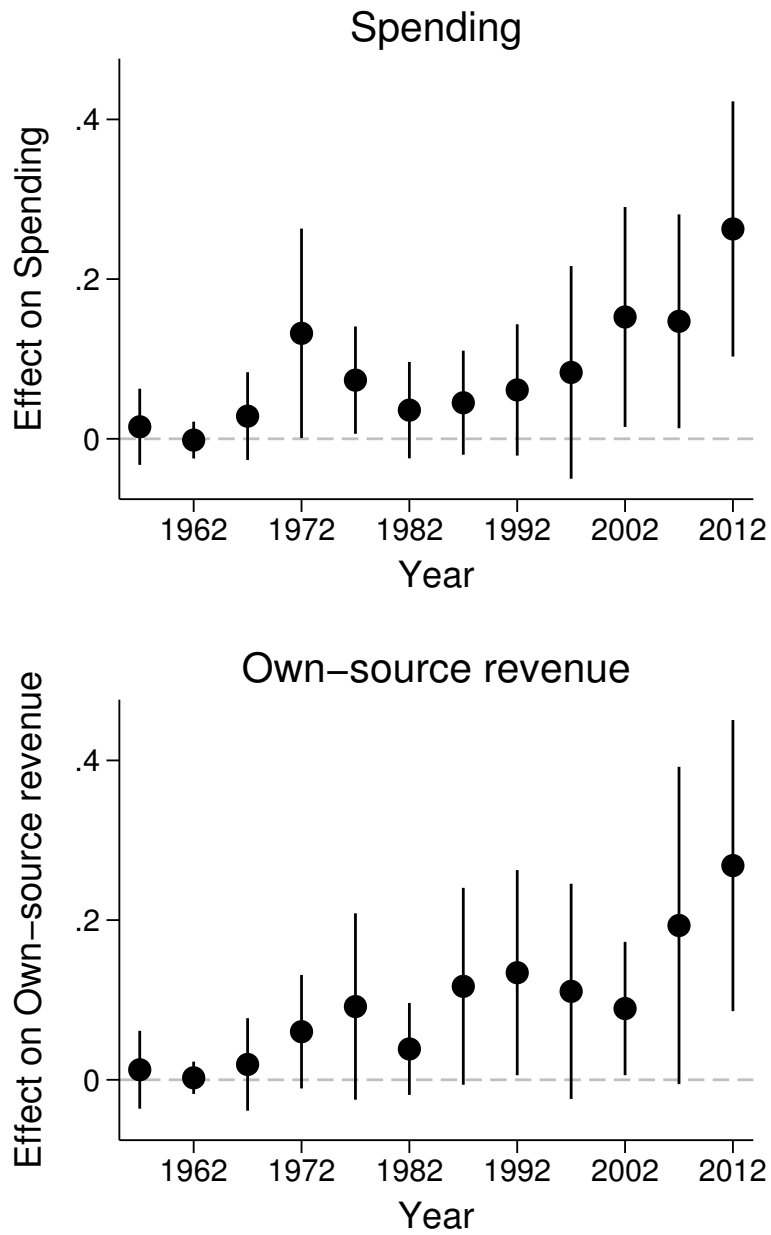 Spending
Effect on Spending
.4
.2
0
1962 1972 1982 1992 2002 2012
Year
Own−source revenue
Effect on Own−source revenue
.4
.2
0
1962 1972 1982 1992 2002 2012
Year